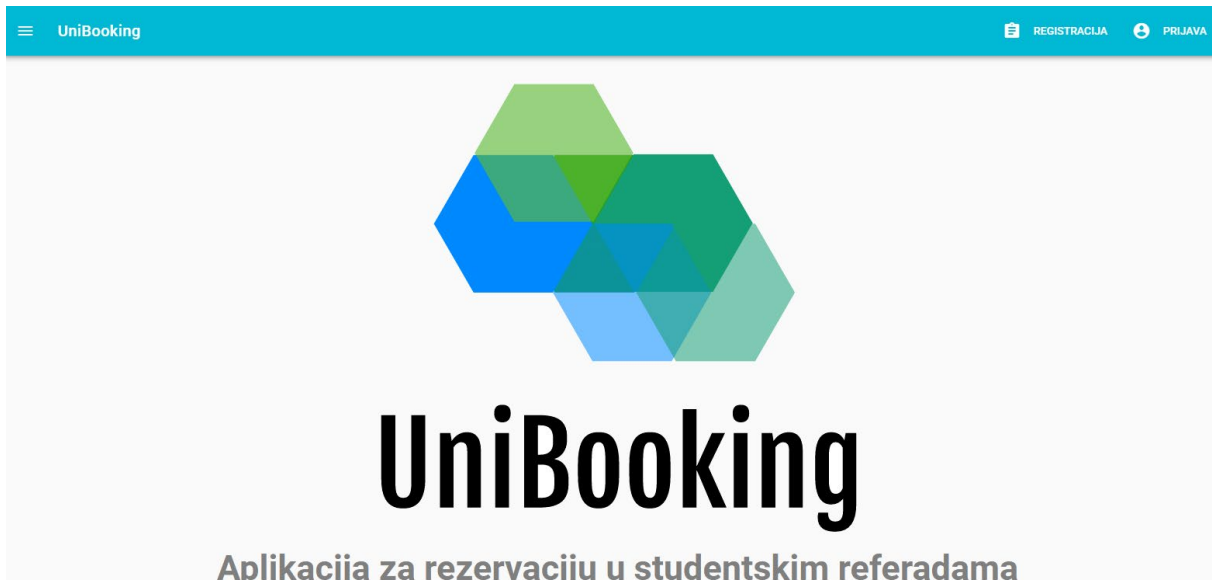 UniBooking REGISTRACIJA PRIJAVA
UniBooking
Aplikacija za rezervaciju u studentskim referadama